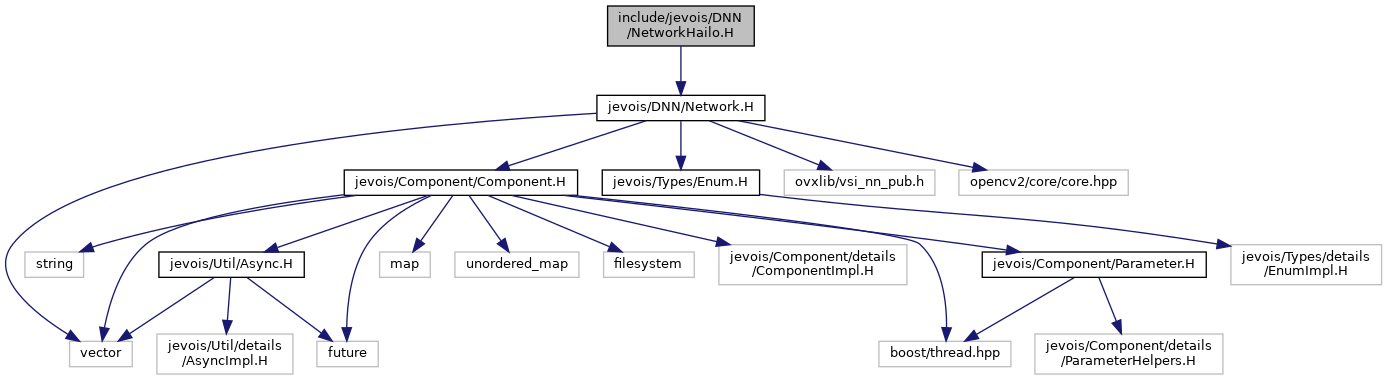 include/jevois/DNN
/NetworkHailo.H
jevois/DNN/Network.H
jevois/Component/Component.H
jevois/Types/Enum.H
ovxlib/vsi_nn_pub.h
opencv2/core/core.hpp
string
jevois/Util/Async.H
map
unordered_map
filesystem
jevois/Component/details
/ComponentImpl.H
jevois/Component/Parameter.H
jevois/Types/details
/EnumImpl.H
vector
jevois/Util/details
/AsyncImpl.H
future
boost/thread.hpp
jevois/Component/details
/ParameterHelpers.H